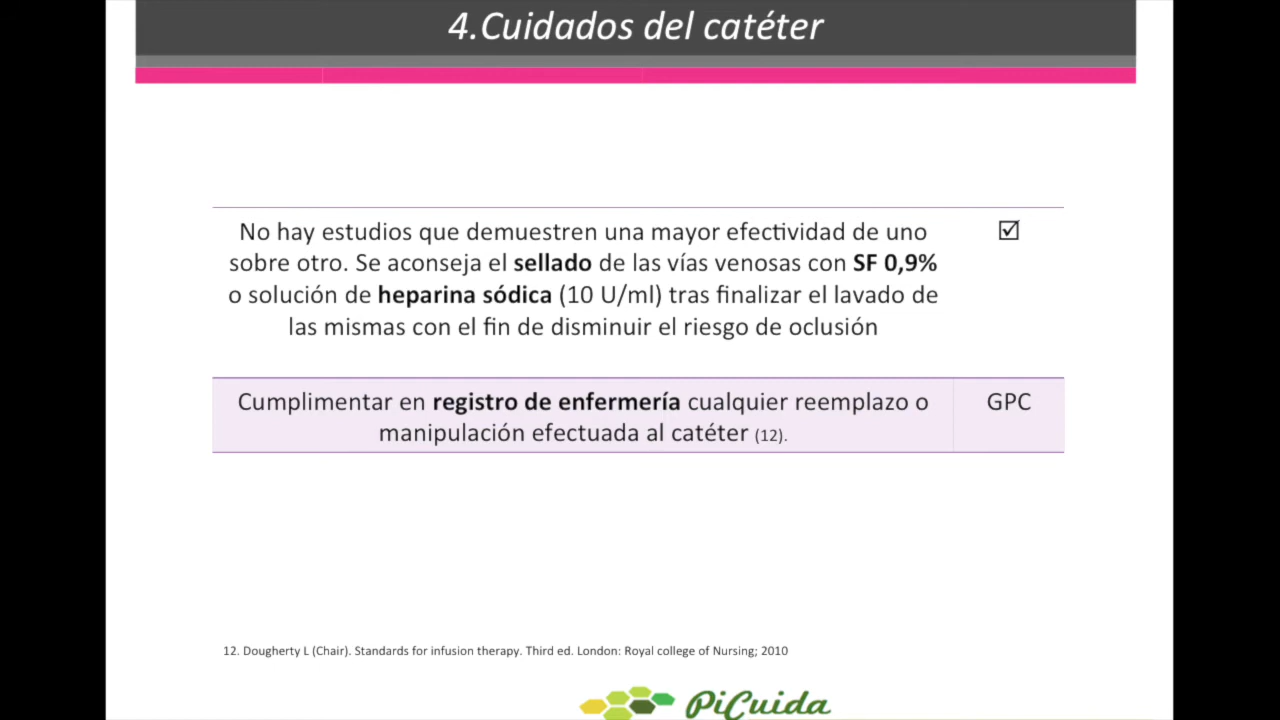 4.Cuidados del catéter
No hay estudios que demuestren una mayor efectividad de uno
sobre otro. Se aconseja el sellado de las vías venosas con SF 0,9%
o solución de heparina sódica (10 U/ml) tras finalizar el lavado de
las mismas con el fin de disminuir el riesgo de oclusión
☑
Cumplimentar en registro de enfermería cualquier reemplazo o
manipulación efectuada al catéter (12).
GPC
12. Dougherty L (Chair). Standards for infusion therapy. Third ed. London: Royal college of Nursing; 2010
PiCuida